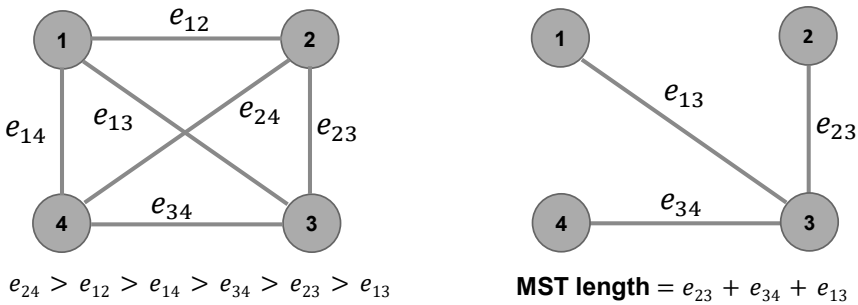 1 e₁₂ 2 1 2
e₁₄ e₁₃ e₂₄ e₂₃ e₁₃ e₂₃
4 e₃₄ 3 4 e₃₄ 3
e₂₄ > e₁₂ > e₁₄ > e₃₄ > e₂₃ > e₁₃
MST length = e₂₃ + e₃₄ + e₁₃